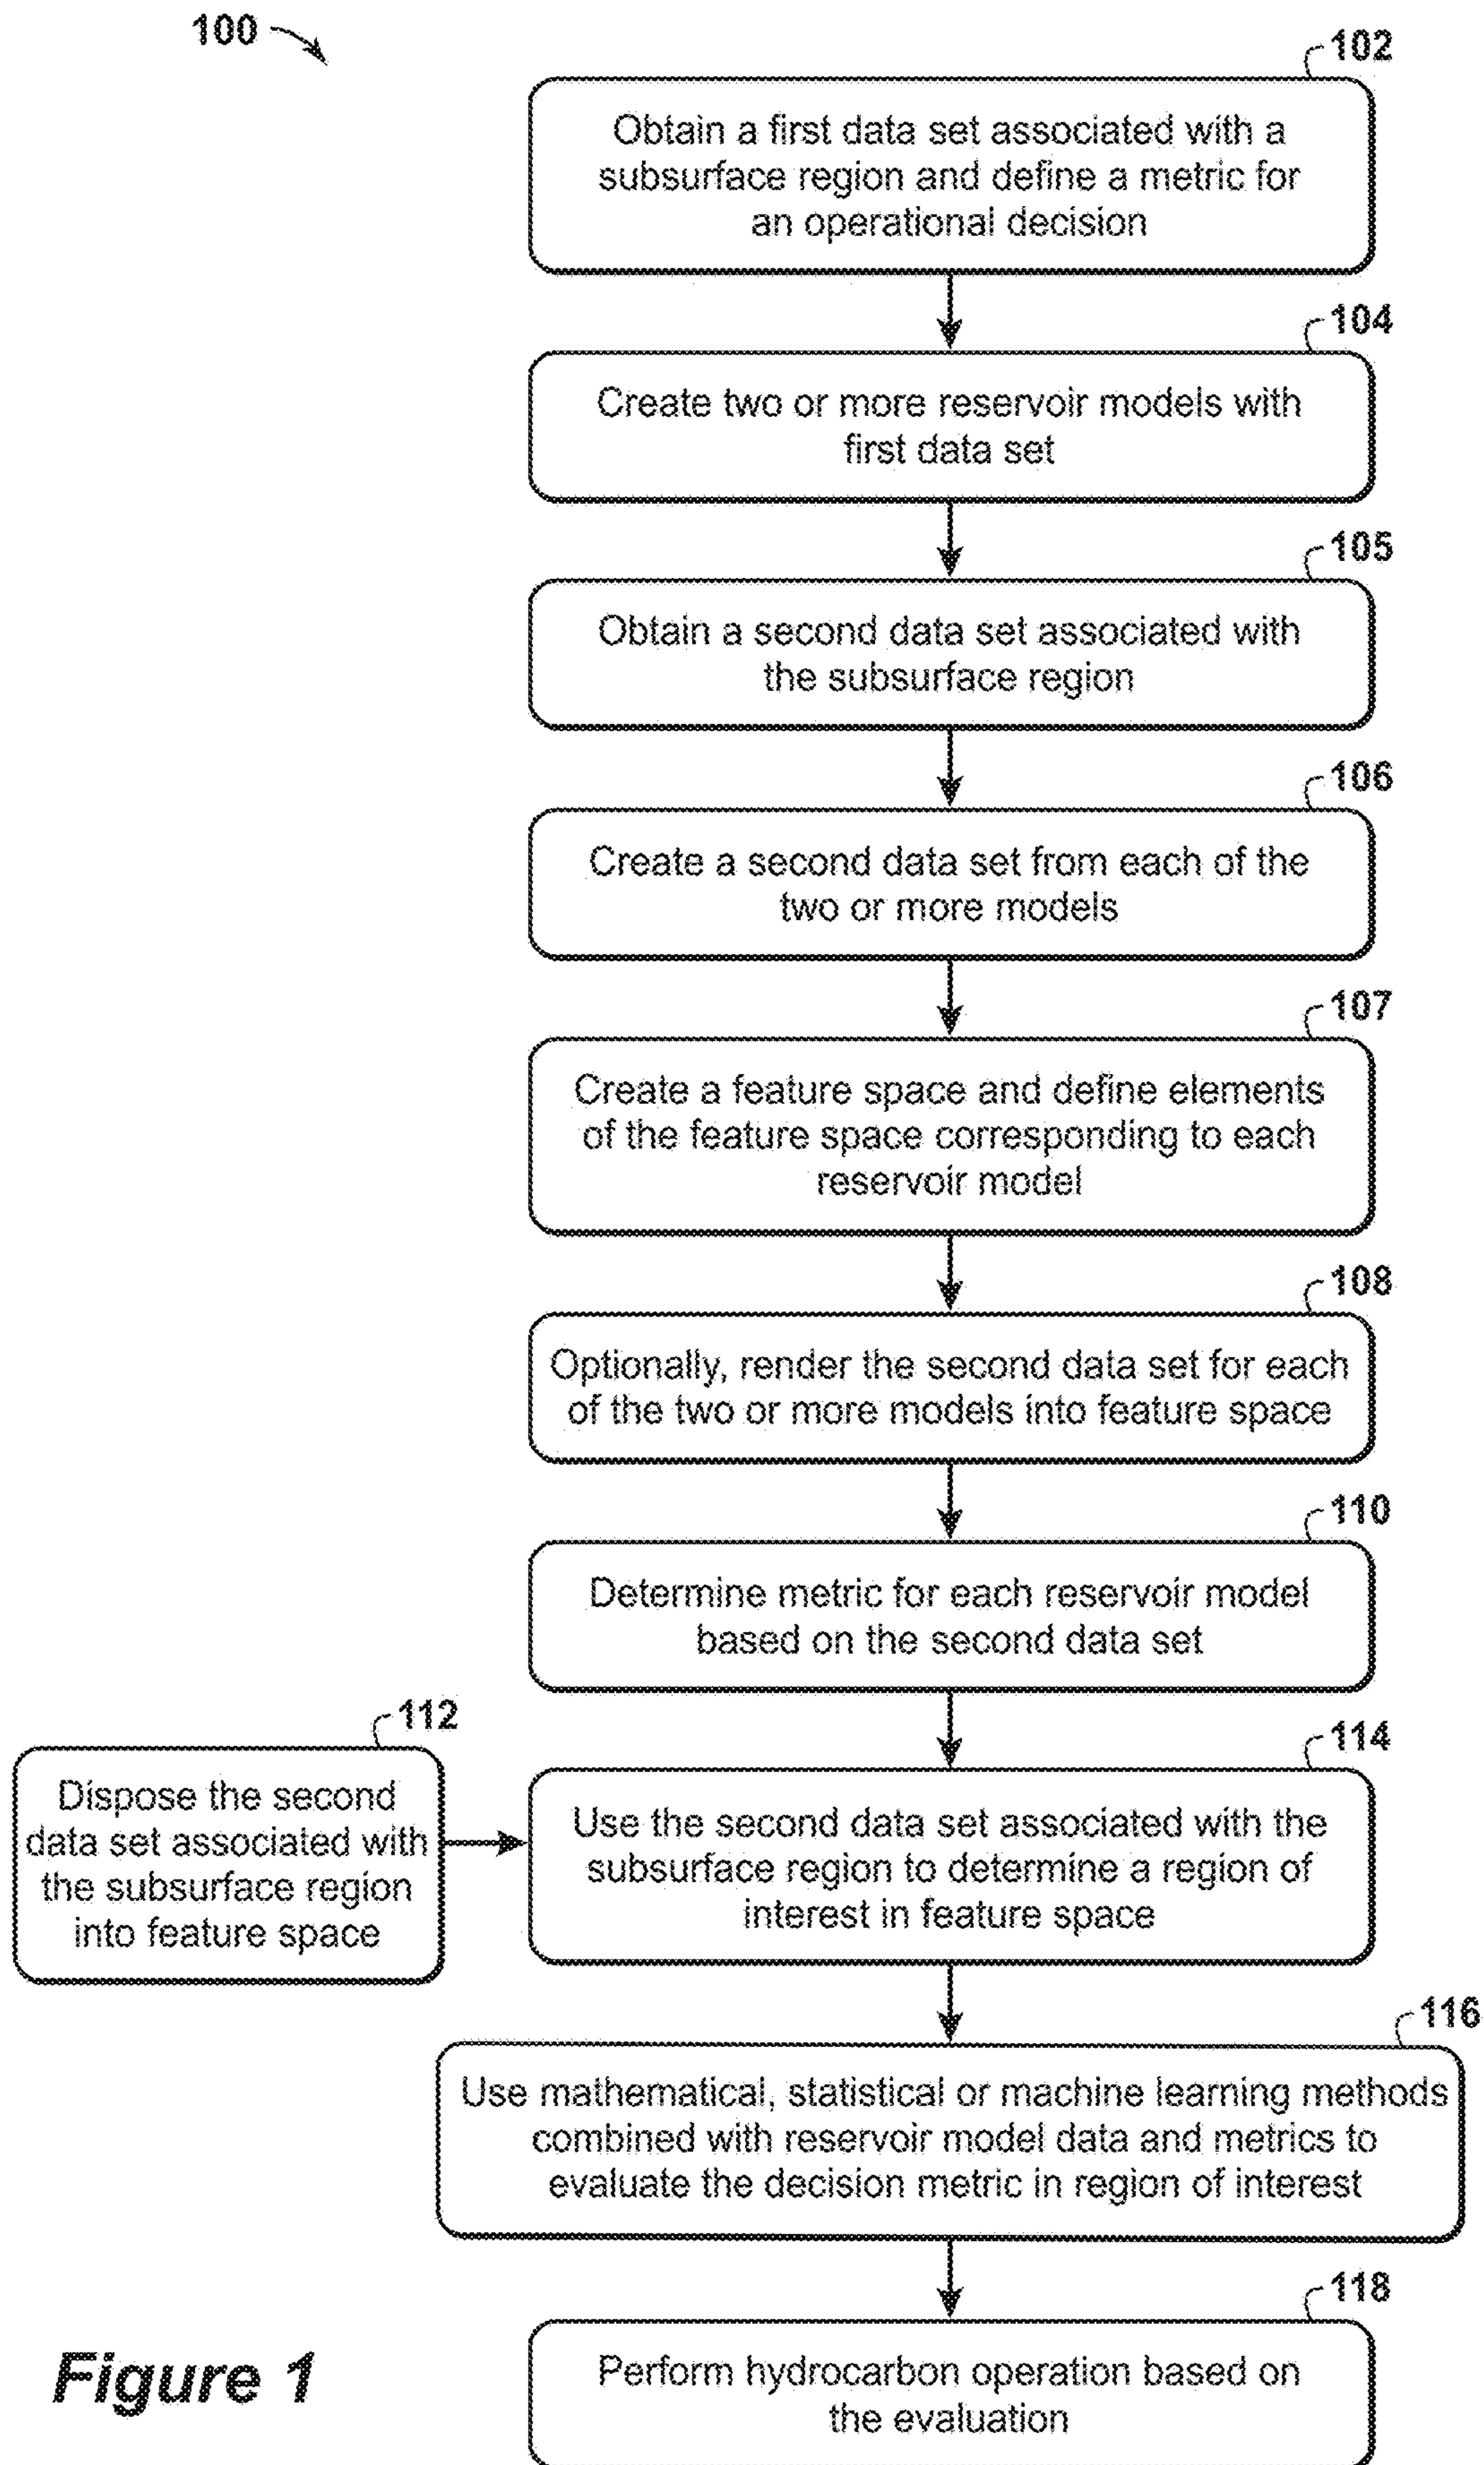 100
102
Obtain a first data set associated with a
subsurface region and define a metric for
an operational decision
104
Create two or more reservoir models with
first data set
105
Obtain a second data set associated with
the subsurface region
106
Create a second data set from each of the
two or more models
107
Create a feature space and define elements
of the feature space corresponding to each
reservoir model
108
Optionally, render the second data set for each
of the two or more models into feature space
110
Determine metric for each reservoir model
based on the second data set
112
Dispose the second
data set associated with
the subsurface region
into feature space
114
Use the second data set associated with the
subsurface region to determine a region of
interest in feature space
116
Use mathematical, statistical or machine learning methods
combined with reservoir model data and metrics to
evaluate the decision metric in region of interest
118
Perform hydrocarbon operation based on
the evaluation
Figure 1